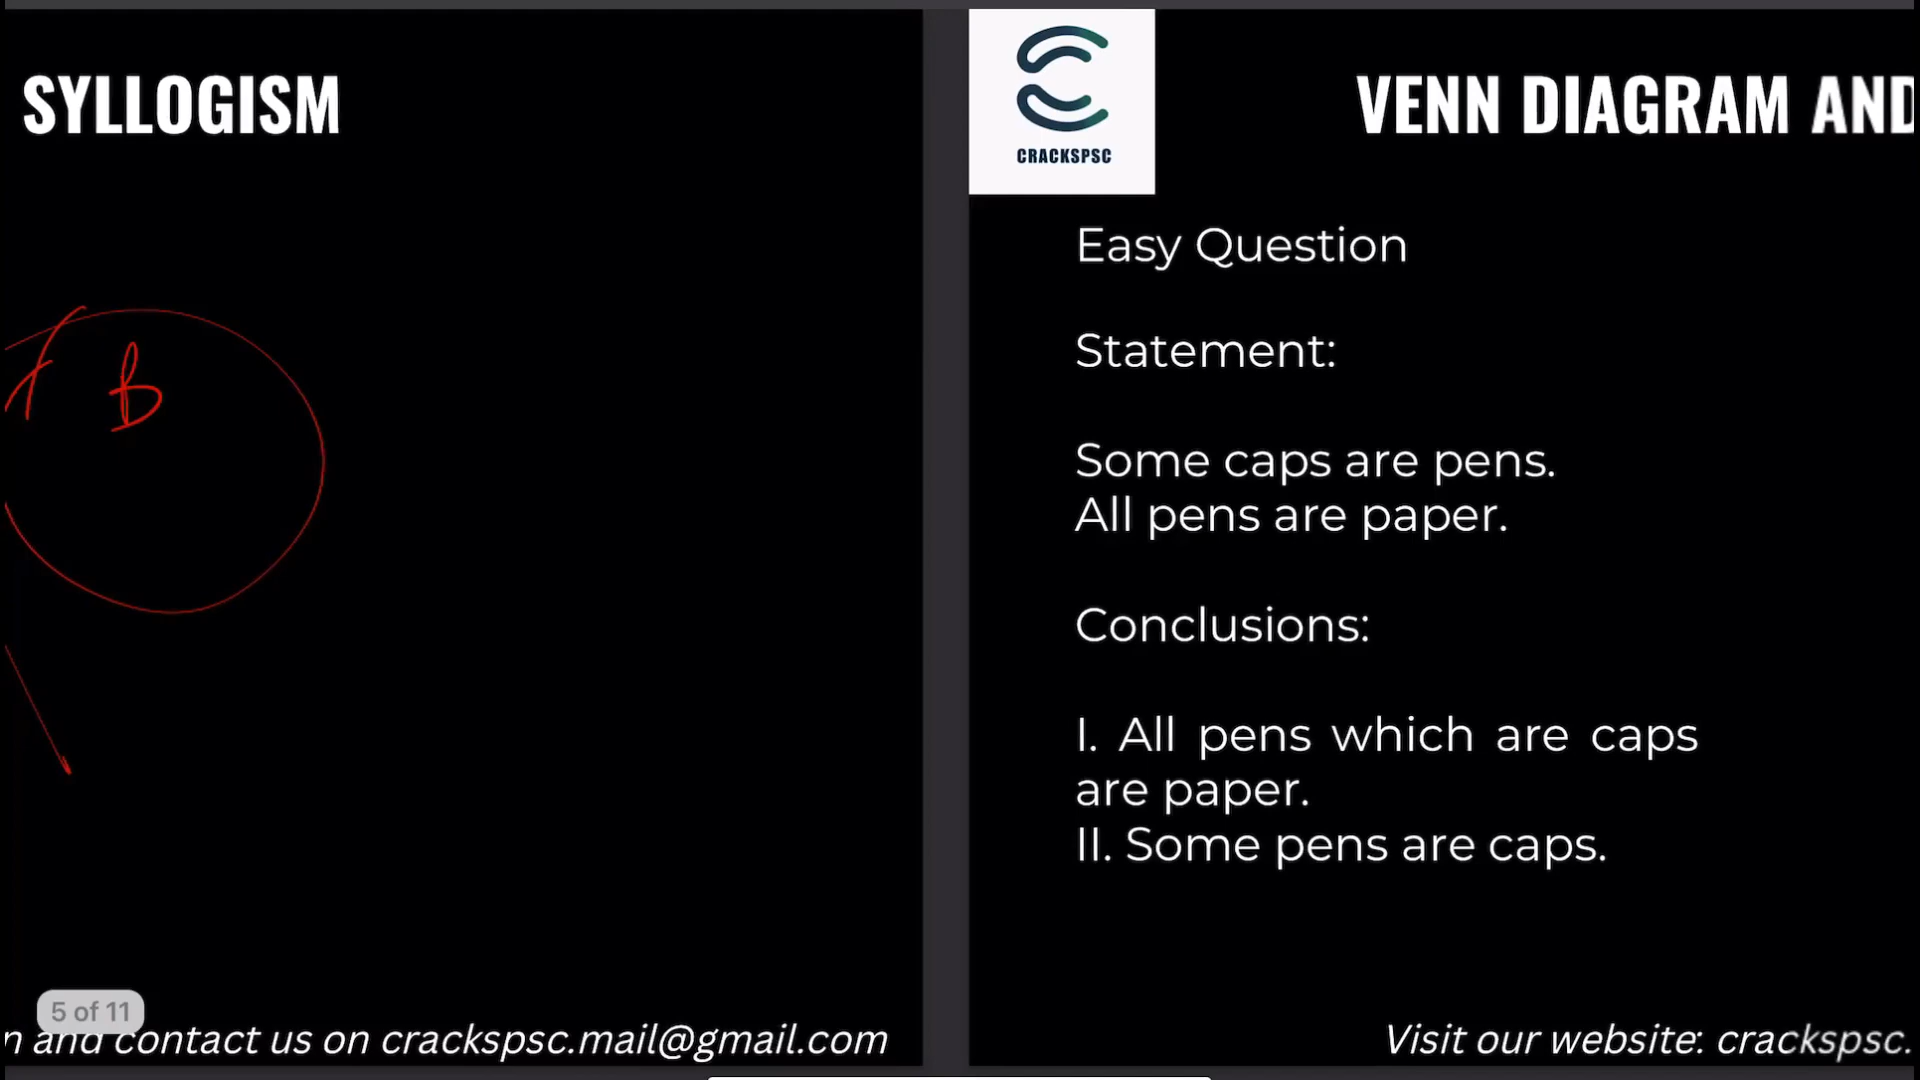 SYLLOGISM
B
5 of 11
and contact us on crackspsc.mail@gmail.com
CRACKSPSC
VENN DIAGRAM AND
Easy Question
Statement:
Some caps are pens.
All pens are paper.
Conclusions:
I. All pens which are caps
are paper.
II. Some pens are caps.
Visit our website: crackspsc.